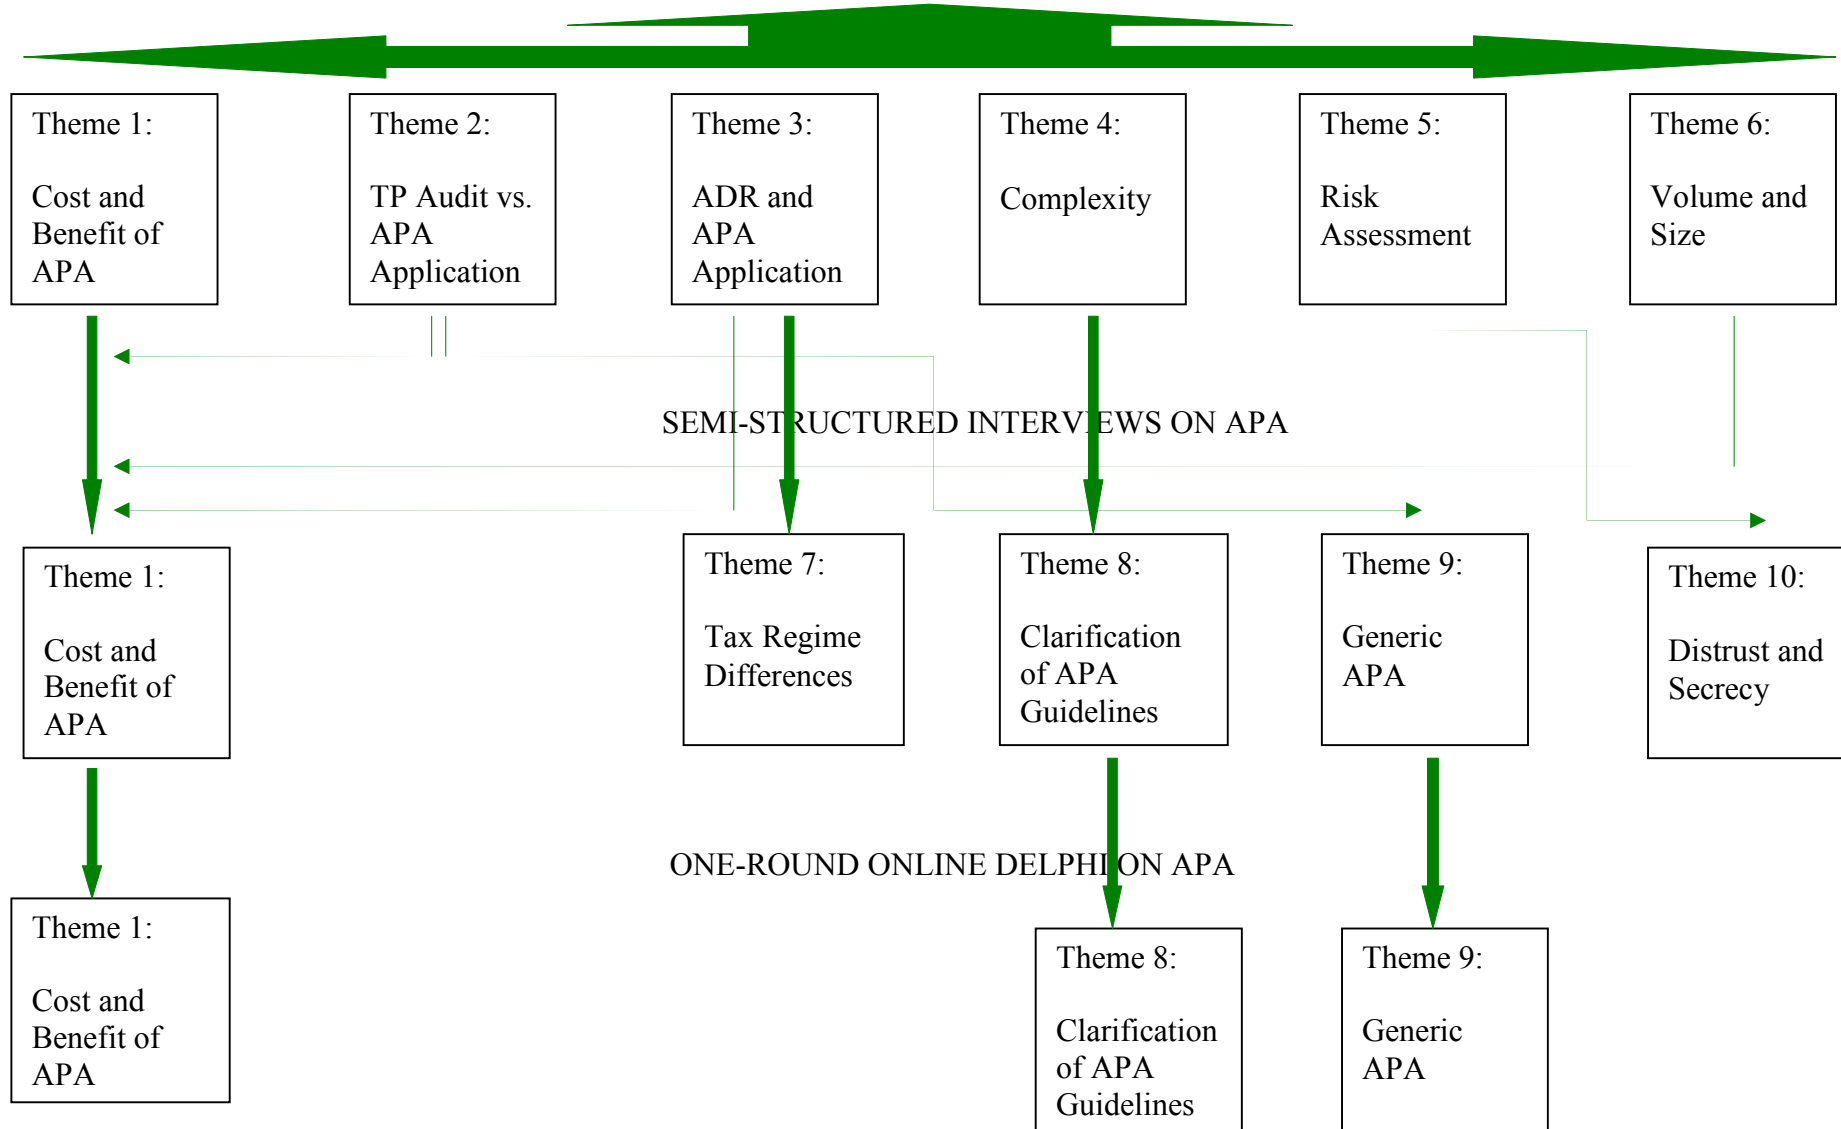 Theme 1:
Cost and
Benefit of
APA
Theme 2:
TP Audit vs.
APA
Application
Theme 3:
ADR and
APA
Application
Theme 4:
Complexity
Theme 5:
Risk
Assessment
Theme 6:
Volume and
Size
SEMI-STRUCTURED INTERVIEWS ON APA
Theme 1:
Cost and
Benefit of
APA
Theme 7:
Tax Regime
Differences
Theme 8:
Clarification
of APA
Guidelines
Theme 9:
Generic
APA
Theme 10:
Distrust and
Secrecy
ONE-ROUND ONLINE DELPHI ON APA
Theme 1:
Cost and
Benefit of
APA
Theme 8:
Clarification
of APA
Guidelines
Theme 9:
Generic
APA